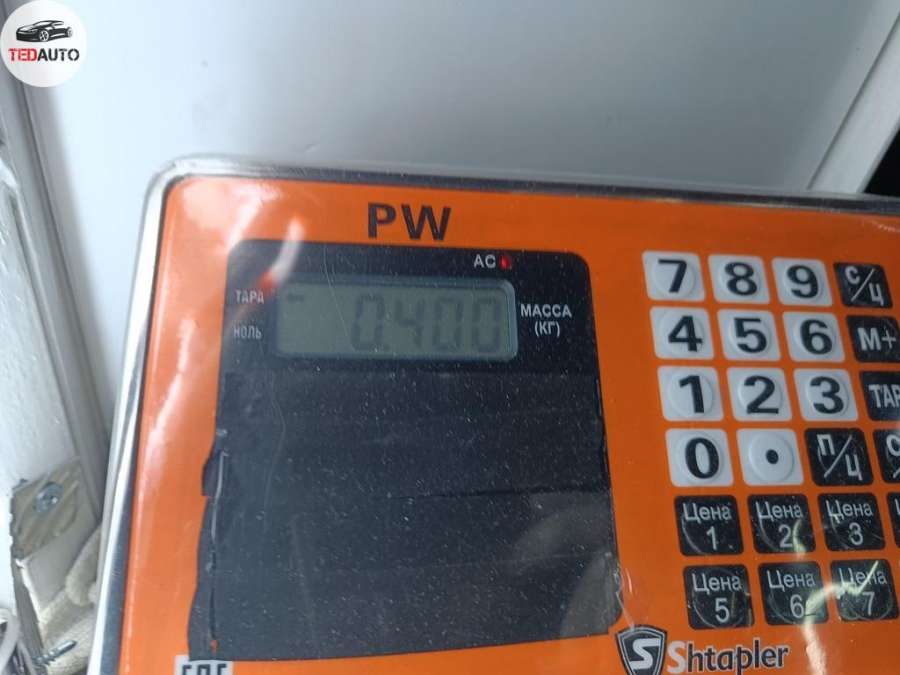 TEDAUTO
PW
AC
ТАРА
НОЛЬ
0.400
МАССА
(КГ)
7 8 9 С/Ц
4 5 6 М+
1 2 3 ТАР
0 • П/Ц
Цена 1
Цена 2
Цена 3
Цена 5
Цена 6
Цена 7
S Shtapler